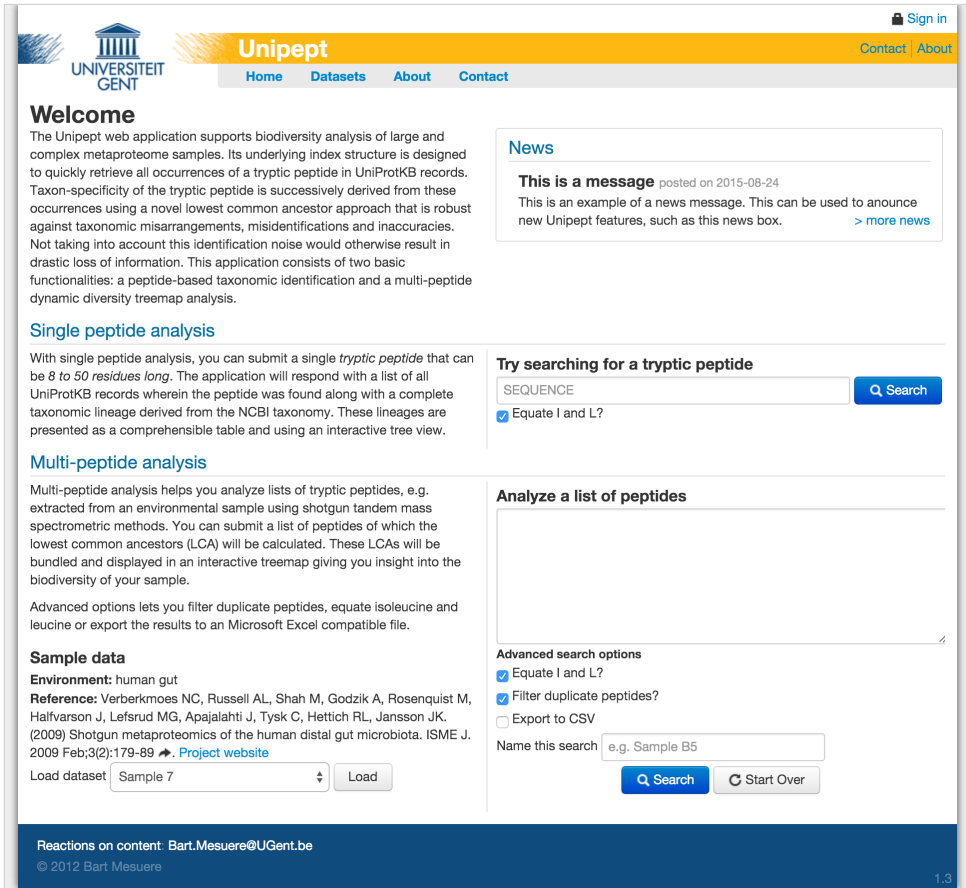 Sign in
UNIVERSITEIT
GENT
Unipept
Contact About
Home Datasets About Contact
Welcome
The Unipept web application supports biodiversity analysis of large and
complex metaproteome samples. Its underlying index structure is designed
to quickly retrieve all occurrences of a tryptic peptide in UniProtKB records.
Taxon-specificity of the tryptic peptide is successively derived from these
occurrences using a novel lowest common ancestor approach that is robust
against taxonomic misarrangements, misidentifications and inaccuracies.
Not taking into account this identification noise would otherwise result in
drastic loss of information. This application consists of two basic
functionalities: a peptide-based taxonomic identification and a multi-peptide
dynamic diversity treemap analysis.
News
This is a message posted on 2015-08-24
This is an example of a news message. This can be used to anounce
new Unipept features, such as this news box. > more news
Single peptide analysis
With single peptide analysis, you can submit a single tryptic peptide that can
be 8 to 50 residues long. The application will respond with a list of all
UniProtKB records wherein the peptide was found along with a complete
taxonomic lineage derived from the NCBI taxonomy. These lineages are
presented as a comprehensible table and using an interactive tree view.
Try searching for a tryptic peptide
SEQUENCE Search
Equate I and L?
Multi-peptide analysis
Multi-peptide analysis helps you analyze lists of tryptic peptides, e.g.
extracted from an environmental sample using shotgun tandem mass
spectrometric methods. You can submit a list of peptides of which the
lowest common ancestors (LCA) will be calculated. These LCAs will be
bundled and displayed in an interactive treemap giving you insight into the
biodiversity of your sample.
Advanced options lets you filter duplicate peptides, equate isoleucine and
leucine or export the results to an Microsoft Excel compatible file.
Sample data
Environment: human gut
Reference: Verberkmoes NC, Russell AL, Shah M, Godzik A, Rosenquist M,
Halfvarson J, Lefsrud MG, Apajalahti J, Tysk C, Hettich RL, Jansson JK.
(2009) Shotgun metaproteomics of the human distal gut microbiota. ISME J.
2009 Feb;3(2):179-89. Project website
Load dataset Sample 7 Load
Analyze a list of peptides
Advanced search options
Equate I and L?
Filter duplicate peptides?
Export to CSV
Name this search e.g. Sample B5
Search Start Over
Reactions on content: Bart.Mesuere@UGent.be
© 2012 Bart Mesuere
1.3